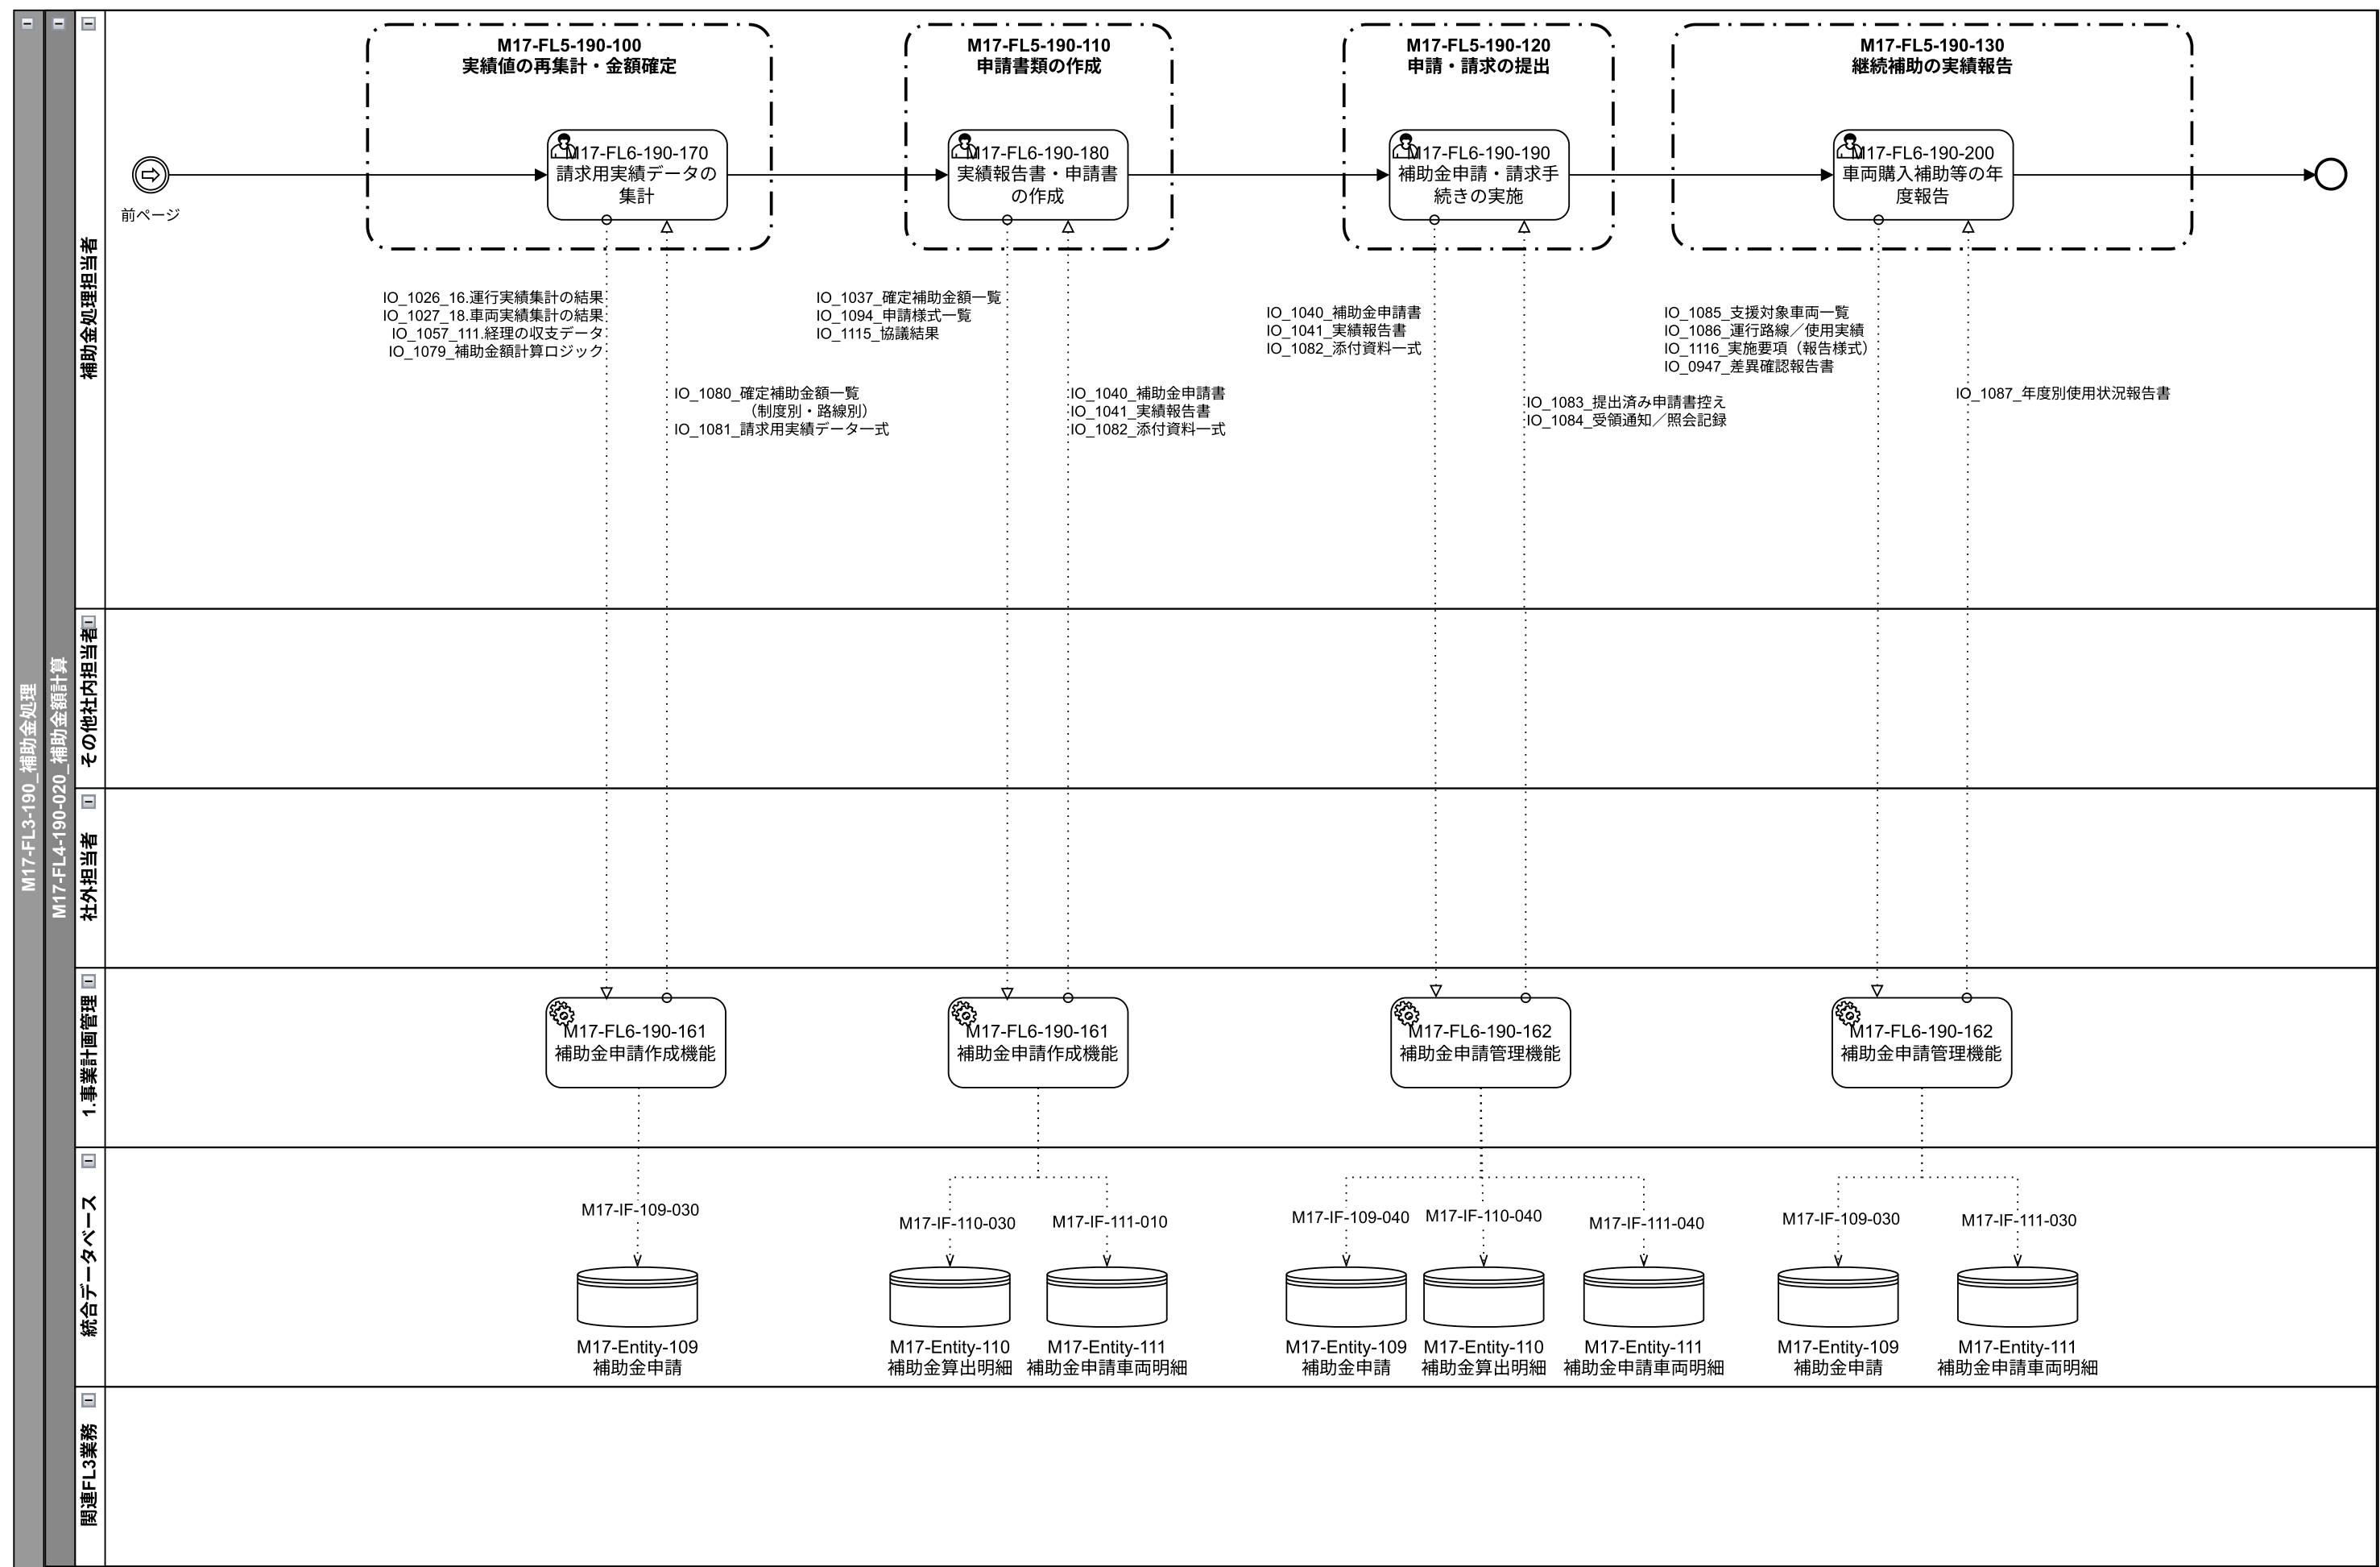 M17-FL3-190_補助金処理
M17-FL4-190-020_補助金額計算
補助金処理担当者
M17-FL5-190-100
実績値の再集計・金額確定
M17-FL5-190-110
申請書類の作成
M17-FL5-190-120
申請・請求の提出
M17-FL5-190-130
継続補助の実績報告
前ページ
M17-FL6-190-170
請求用実績データの
集計
M17-FL6-190-180
実績報告書・申請書
の作成
M17-FL6-190-190
補助金申請・請求手
続きの実施
M17-FL6-190-200
車両購入補助等の年
度報告
IO_1026_16.運行実績集計の結果
IO_1027_18.車両実績集計の結果
IO_1057_111.経理の収支データ
IO_1079_補助金額計算ロジック
IO_1080_確定補助金額一覧
（制度別・路線別）
IO_1081_請求用実績データ一式
IO_1037_確定補助金額一覧
IO_1094_申請様式一覧
IO_1115_協議結果
IO_1040_補助金申請書
IO_1041_実績報告書
IO_1082_添付資料一式
IO_1040_補助金申請書
IO_1041_実績報告書
IO_1082_添付資料一式
IO_1083_提出済み申請書控え
IO_1084_受領通知／照会記録
IO_1085_支援対象車両一覧
IO_1086_運行路線／使用実績
IO_1116_実施要項（報告様式）
IO_0947_差異確認報告書
IO_1087_年度別使用状況報告書
その他社内担当者
社外担当者
1.事業計画管理
M17-FL6-190-161
補助金申請作成機能
M17-FL6-190-161
補助金申請作成機能
M17-FL6-190-162
補助金申請管理機能
M17-FL6-190-162
補助金申請管理機能
統合データベース
M17-IF-109-030
M17-IF-110-030
M17-IF-111-010
M17-IF-109-040
M17-IF-110-040
M17-IF-111-040
M17-IF-109-030
M17-IF-111-030
M17-Entity-109
補助金申請
M17-Entity-110
補助金算出明細
M17-Entity-111
補助金申請車両明細
M17-Entity-109
補助金申請
M17-Entity-110
補助金算出明細
M17-Entity-111
補助金申請車両明細
M17-Entity-109
補助金申請
M17-Entity-111
補助金申請車両明細
関連FL3業務